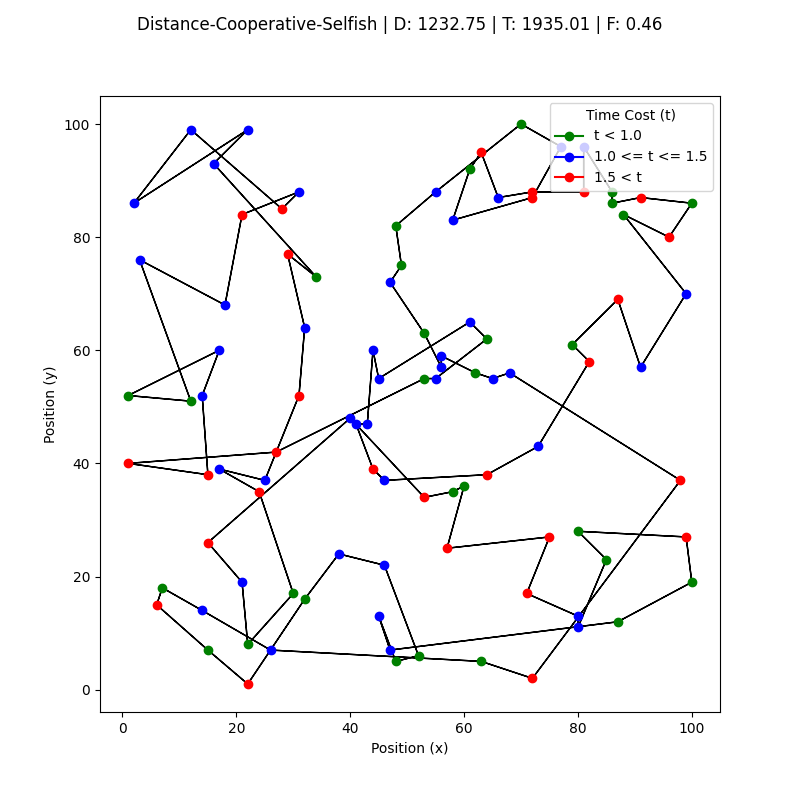 Distance-Cooperative-Selfish | D: 1232.75 | T: 1935.01 | F: 0.46
Time Cost (t)
t < 1.0
1.0 <= t <= 1.5
1.5 < t
Position (y)
100
80
60
40
20
0
0 20 40 60 80 100
Position (x)